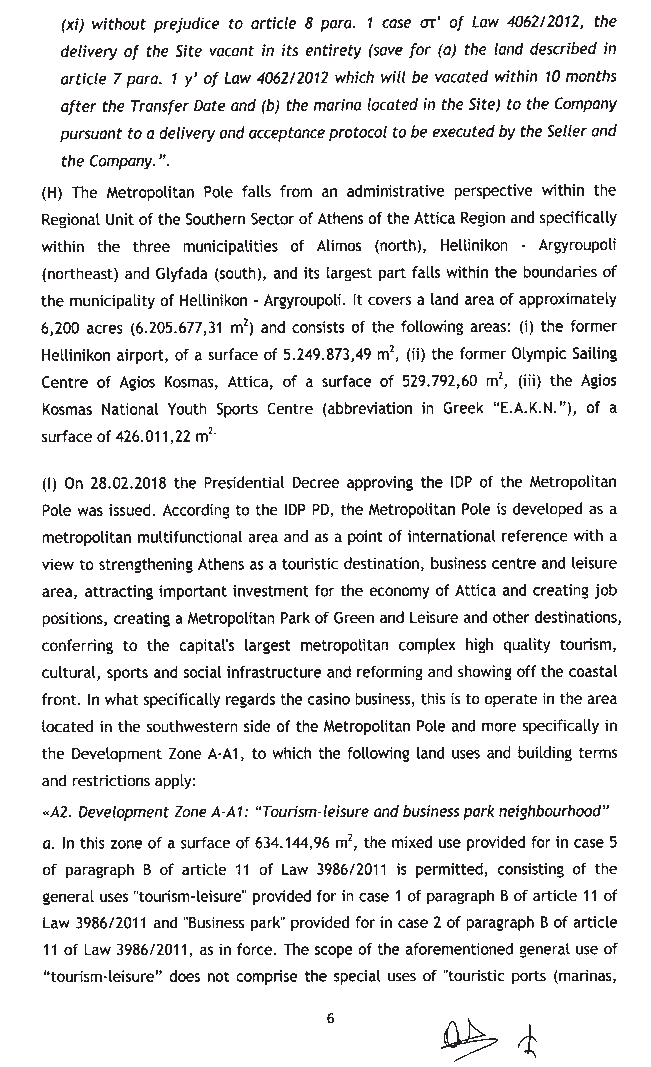 (xi) without prejudice to article 8 para. 1 case στ' of Law 4062/2012, the
delivery of the Site vacant in its entirety (save for (a) the land described in
article 7 para. 1 γ' of Law 4062/2012 which will be vacated within 10 months
after the Transfer Date and (b) the marina located in the Site) to the Company
pursuant to a delivery and acceptance protocol to be executed by the Seller and
the Company.".
(H) The Metropolitan Pole falls from an administrative perspective within the
Regional Unit of the Southern Sector of Athens of the Attica Region and specifically
within the three municipalities of Alimos (north), Hellinikon - Argyroupoli
(northeast) and Glyfada (south), and its largest part falls within the boundaries of
the municipality of Hellinikon - Argyroupoli. It covers a land area of approximately
6,200 acres (6.205.677,31 m²) and consists of the following areas: (i) the former
Hellinikon airport, of a surface of 5.249.873,49 m², (ii) the former Olympic Sailing
Centre of Agios Kosmas, Attica, of a surface of 529.792,60 m², (iii) the Agios
Kosmas National Youth Sports Centre (abbreviation in Greek "E.A.K.N."), of a
surface of 426.011,22 m².
(I) On 28.02.2018 the Presidential Decree approving the IDP of the Metropolitan
Pole was issued. According to the IDP PD, the Metropolitan Pole is developed as a
metropolitan multifunctional area and as a point of international reference with a
view to strengthening Athens as a touristic destination, business centre and leisure
area, attracting important investment for the economy of Attica and creating job
positions, creating a Metropolitan Park of Green and Leisure and other destinations,
conferring to the capital's largest metropolitan complex high quality tourism,
cultural, sports and social infrastructure and reforming and showing off the coastal
front. In what specifically regards the casino business, this is to operate in the area
located in the southwestern side of the Metropolitan Pole and more specifically in
the Development Zone A-A1, to which the following land uses and building terms
and restrictions apply:
«A2. Development Zone A-A1: "Tourism-leisure and business park neighbourhood"
a. In this zone of a surface of 634.144,96 m², the mixed use provided for in case 5
of paragraph B of article 11 of Law 3986/2011 is permitted, consisting of the
general uses "tourism-leisure" provided for in case 1 of paragraph B of article 11 of
Law 3986/2011 and "Business park" provided for in case 2 of paragraph B of article
11 of Law 3986/2011, as in force. The scope of the aforementioned general use of
"tourism-leisure" does not comprise the special uses of "touristic ports (marinas,
6